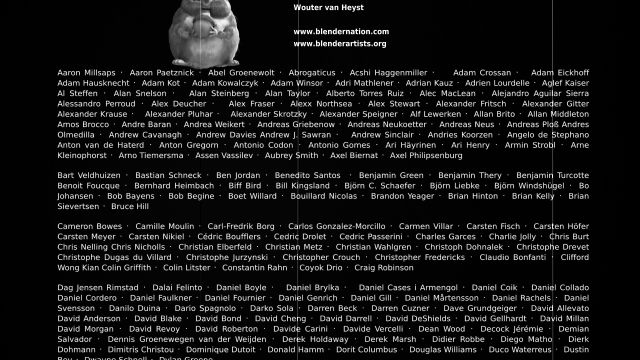 Wouter van Heyst
www.blendernation.com
www.blenderartists.org
Aaron Millsaps · Aaron Paetznick · Abel Groenewolt · Abrogaticus · Acshi Haggenmiller · Adam Crossan · Adam Eickhoff
Adam Hausknecht · Adam Kot · Adam Kowalczyk · Adam Winsor · Adri Mathlener · Adrian Kauz · Adrien Lourdelle · Aglef Kaiser
Al Steffen · Alan Snelson · Alan Steinberg · Alan Taylor · Alberto Torres Ruiz · Alec MacLean · Alejandro Aguilar Sierra
Alessandro Perroud · Alex Deucher · Alex Fraser · Alexx Northsea · Alex Stewart · Alexander Fritsch · Alexander Gitter
Alexander Krause · Alexander Pluhar · Alexander Skrotzky · Alexander Speigner · Alf Lewerken · Allan Brito · Allan Middleton
Amos Brocco · Andre Baran · Andrea Weikert · Andreas Griebenow · Andreas Neukoetter · Andreas Neus · Andreas Ploß Andres
Olmedilla · Andrew Cavanagh · Andrew Davies Andrew J. Sawran · Andrew Sinclair · Andries Koorzen · Angelo de Stephano
Anton van de Haterd · Anton Gregorn · Antonio Codon · Antonio Gomes · Ari Häyrinen · Ari Henry · Armin Strobl · Arne
Kleinophorst · Arno Tiemersma · Assen Vassilev · Aubrey Smith · Axel Biernat · Axel Philipsenburg
Bart Veldhuizen · Bastian Schneck · Ben Jordan · Benedito Santos · Benjamin Green · Benjamin Thery · Benjamin Turcotte
Benoit Foucque · Bernhard Heimbach · Biff Bird · Bill Kingsland · Björn C. Schaefer · Björn Liebke · Björn Windshügel · Bo
Johansen · Bob Bayens · Bob Begine · Boet Willard · Bouillard Nicolas · Brandon Yeager · Brian Hinton · Brian Kelly · Brian
Sievertsen · Bruce Hill
Cameron Bowes · Camille Moulin · Carl-Fredrik Borg · Carlos Gonzalez-Morcillo · Carmen Villar · Carsten Fisch · Carsten Höfer
Carsten Meyer · Carsten Nikiel · Cédric Boufflers · Cedric Drolet · Cedric Passerini · Charles Garces · Charlie Jolly · Chris Burt
Chris Nelling Chris Nicholls · Christian Elberfeld · Christian Metz · Christian Wahlgren · Christoph Dohnalek · Christophe Drevet
Christophe Dugas du Villard · Christophe Jurzynski · Christopher Crouch · Christopher Fredericks · Claudio Bonfanti · Clifford
Wong Kian Colin Griffith · Colin Litster · Constantin Rahn · Coyok Drio · Craig Robinson
Dag Jensen Rimstad · Dalai Felinto · Daniel Boyle · Daniel Brylka · Daniel Cases i Armengol · Daniel Coik · Daniel Collado
Daniel Cordero · Daniel Faulkner · Daniel Fournier · Daniel Genrich · Daniel Gill · Daniel Mårtensson · Daniel Rachels · Daniel
Svensson · Danilo Duina · Dario Spagnolo · Darko Sola · Darren Beck · Darren Cuzner · Dave Grundgeiger · David Allevato
David Anderson · David Blake · David Bond · David Cheng · David Darrell · David DeShields · David Gellhard · David Millan
David Morgan · David Revoy · David Roberton · Davide Carini · Davide Vercelli · Dean Wood · Decock Jérémie · Demian
Salvador · Dennis Groenewegen van der Weijden · Derek Holdaway · Derek Marsh · Didier Robbe · Diego Matho · Dierk
Dohmann · Dimitris Christou · Dominique Dutoit · Donald Hamm · Dorit Columbus · Douglas Williams · Duco Waterreus · Dustin